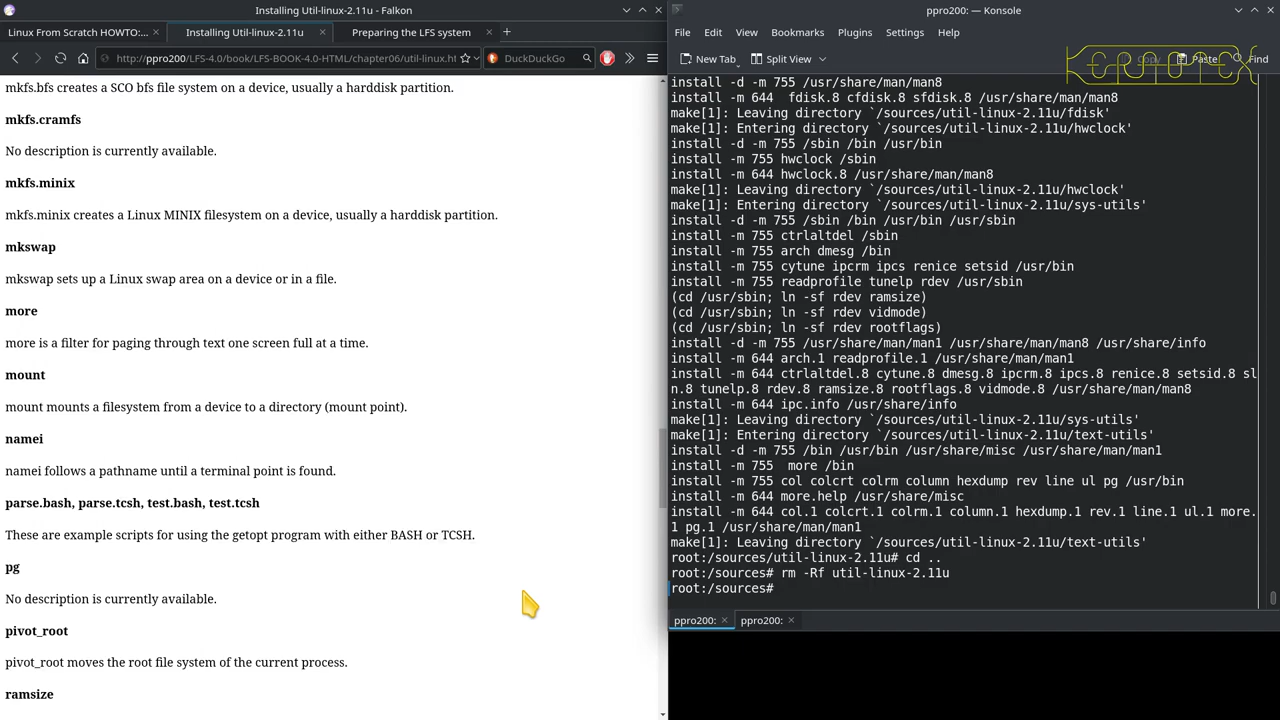 Installing Util-linux-2.11u - Falkon
Linux From Scratch HOWTO:...
Installing Util-linux-2.11u
Preparing the LFS system
http://ppro200/LFS-4.0/book/LFS-BOOK-4.0-HTML/chapter06/util-linux.ht
DuckDuckGo
mkfs.bfs creates a SCO bfs file system on a device, usually a harddisk partition.
mkfs.cramfs
No description is currently available.
mkfs.minix
mkfs.minix creates a Linux MINIX filesystem on a device, usually a harddisk partition.
mkswap
mkswap sets up a Linux swap area on a device or in a file.
more
more is a filter for paging through text one screen full at a time.
mount
mount mounts a filesystem from a device to a directory (mount point).
namei
namei follows a pathname until a terminal point is found.
parse.bash, parse.tcsh, test.bash, test.tcsh
These are example scripts for using the getopt program with either BASH or TCSH.
pg
No description is currently available.
pivot_root
pivot_root moves the root file system of the current process.
ramsize
ppro200: — Konsole
File Edit View Bookmarks Plugins Settings Help
New Tab Split View Copy Paste Find
install -d -m 755 /usr/share/man/man8
install -m 644  fdisk.8 cfdisk.8 sfdisk.8 /usr/share/man/man8
make[1]: Leaving directory `/sources/util-linux-2.11u/fdisk'
make[1]: Entering directory `/sources/util-linux-2.11u/hwclock'
install -d -m 755 /sbin /bin /usr/bin
install -m 755 hwclock /sbin
install -m 644 hwclock.8 /usr/share/man/man8
make[1]: Leaving directory `/sources/util-linux-2.11u/hwclock'
make[1]: Entering directory `/sources/util-linux-2.11u/sys-utils'
install -d -m 755 /sbin /bin /usr/bin /usr/sbin
install -m 755 ctrlaltdel /sbin
install -m 755 arch dmesg /bin
install -m 755 cytune ipcrm ipcs renice setsid /usr/bin
install -m 755 readprofile tunelp rdev /usr/sbin
(cd /usr/sbin; ln -sf rdev ramsize)
(cd /usr/sbin; ln -sf rdev vidmode)
(cd /usr/sbin; ln -sf rdev rootflags)
install -d -m 755 /usr/share/man/man1 /usr/share/man/man8 /usr/share/info
install -m 644 arch.1 readprofile.1 /usr/share/man/man1
install -m 644 ctrlaltdel.8 cytune.8 dmesg.8 ipcrm.8 ipcs.8 renice.8 setsid.8 sl
n.8 tunelp.8 rdev.8 ramsize.8 rootflags.8 vidmode.8 /usr/share/man/man8
install -m 644 ipc.info /usr/share/info
make[1]: Leaving directory `/sources/util-linux-2.11u/sys-utils'
make[1]: Entering directory `/sources/util-linux-2.11u/text-utils'
install -d -m 755 /bin /usr/bin /usr/share/misc /usr/share/man/man1
install -m 755  more /bin
install -m 755 col colcrt colrm column hexdump rev line ul pg /usr/bin
install -m 644 more.help /usr/share/misc
install -m 644 col.1 colcrt.1 colrm.1 column.1 hexdump.1 rev.1 line.1 ul.1 more.
1 pg.1 /usr/share/man/man1
make[1]: Leaving directory `/sources/util-linux-2.11u/text-utils'
root:/sources/util-linux-2.11u# cd ..
root:/sources# rm -Rf util-linux-2.11u
root:/sources#
ppro200:
ppro200: